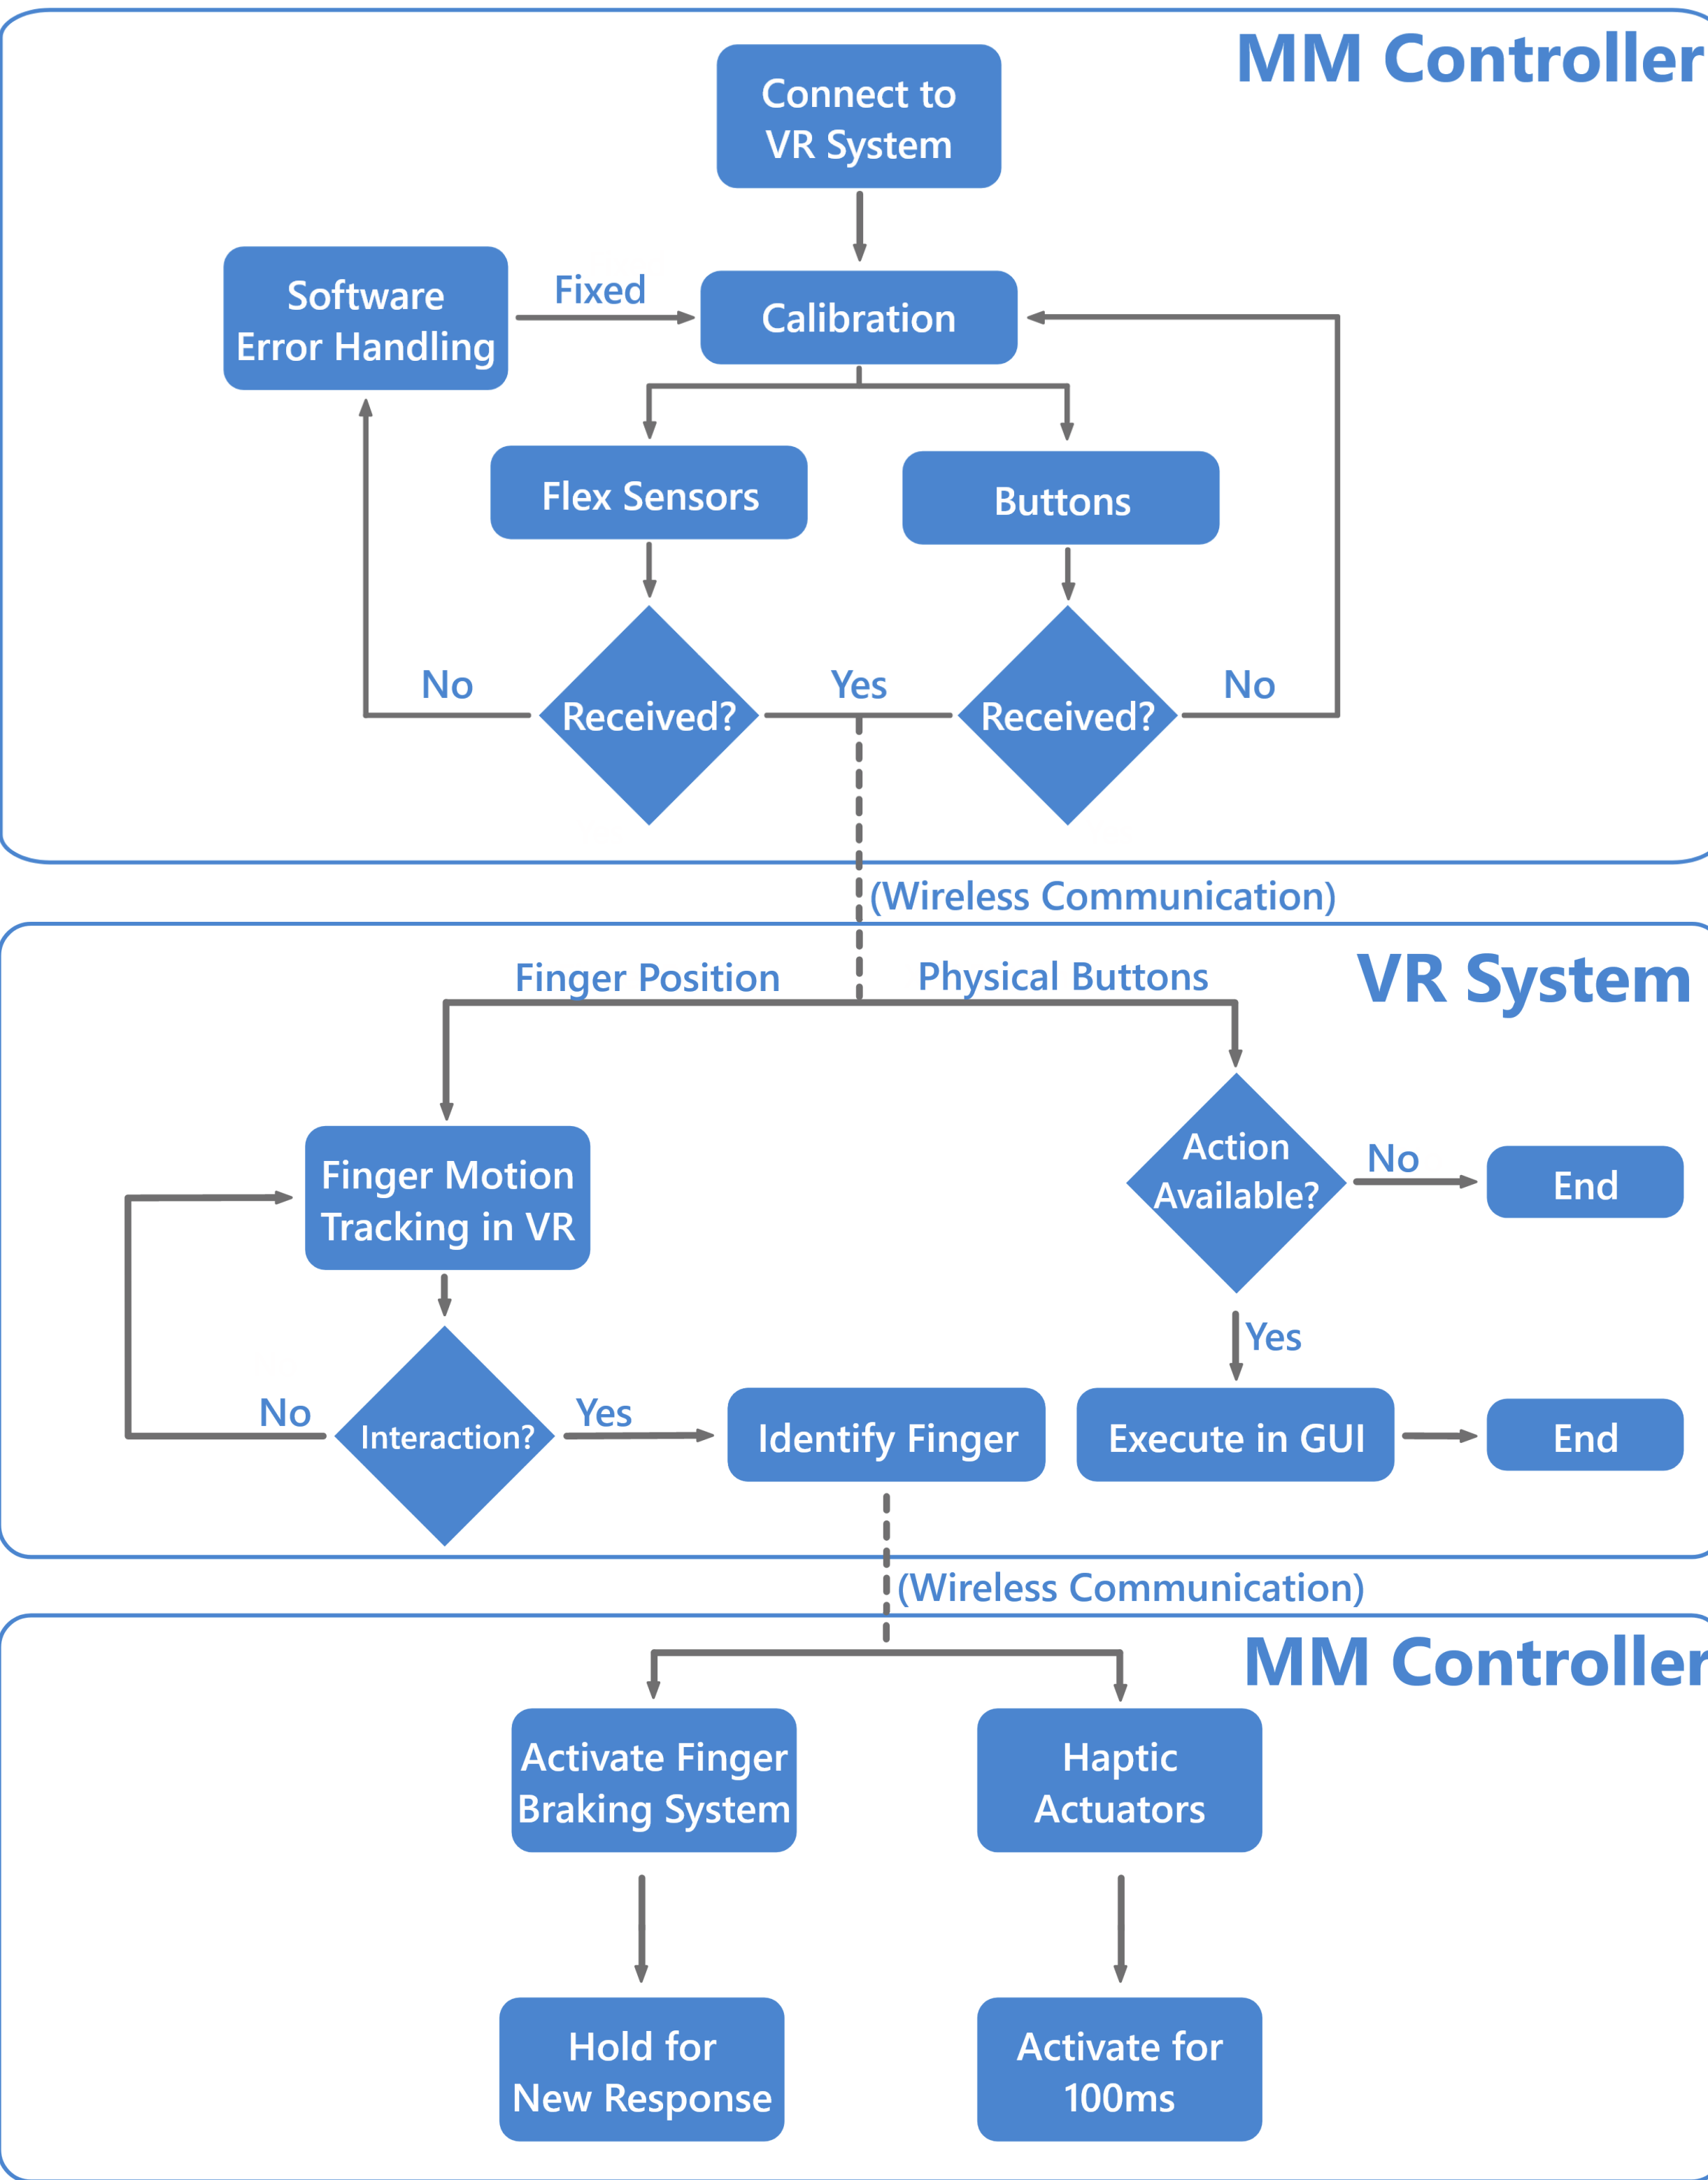 MM Controller
Connect to
VR System
Software
Error Handling
Fixed
Calibration
Flex Sensors
Buttons
No
Received?
Yes
Received?
No
(Wireless Communication)
VR System
Finger Position
Physical Buttons
Finger Motion
Tracking in VR
Action
Available?
No
End
Yes
No
Interaction?
Yes
Identify Finger
Execute in GUI
End
(Wireless Communication)
MM Controller
Activate Finger
Braking System
Haptic
Actuators
Hold for
New Response
Activate for
100ms